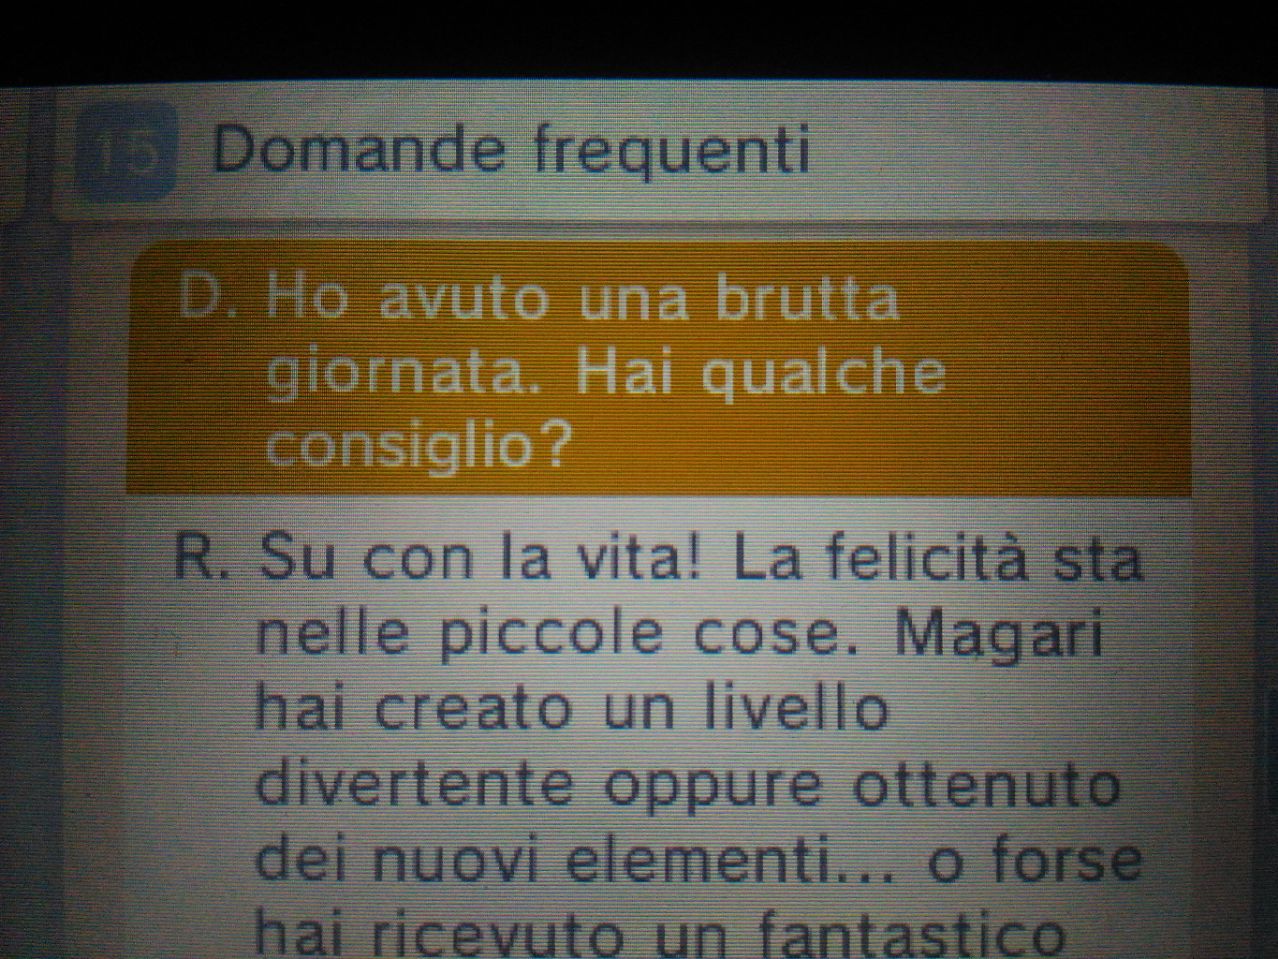 15 Domande frequenti
D. Ho avuto una brutta
giornata. Hai qualche
consiglio?
R. Su con la vita! La felicità sta
nelle piccole cose. Magari
hai creato un livello
divertente oppure ottenuto
dei nuovi elementi... o forse
hai ricevuto un fantastico